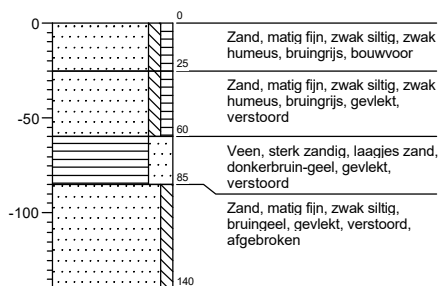 0
0
Zand, matig fijn, zwak siltig, zwak
humeus, bruingrijs, bouwvoor
25
Zand, matig fijn, zwak siltig, zwak
humeus, bruingrijs, gevlekt,
verstoord
-50
60
Veen, sterk zandig, laagjes zand,
donkerbruin-geel, gevlekt,
verstoord
85
Zand, matig fijn, zwak siltig,
bruingeel, gevlekt, verstoord,
afgebroken
-100
140